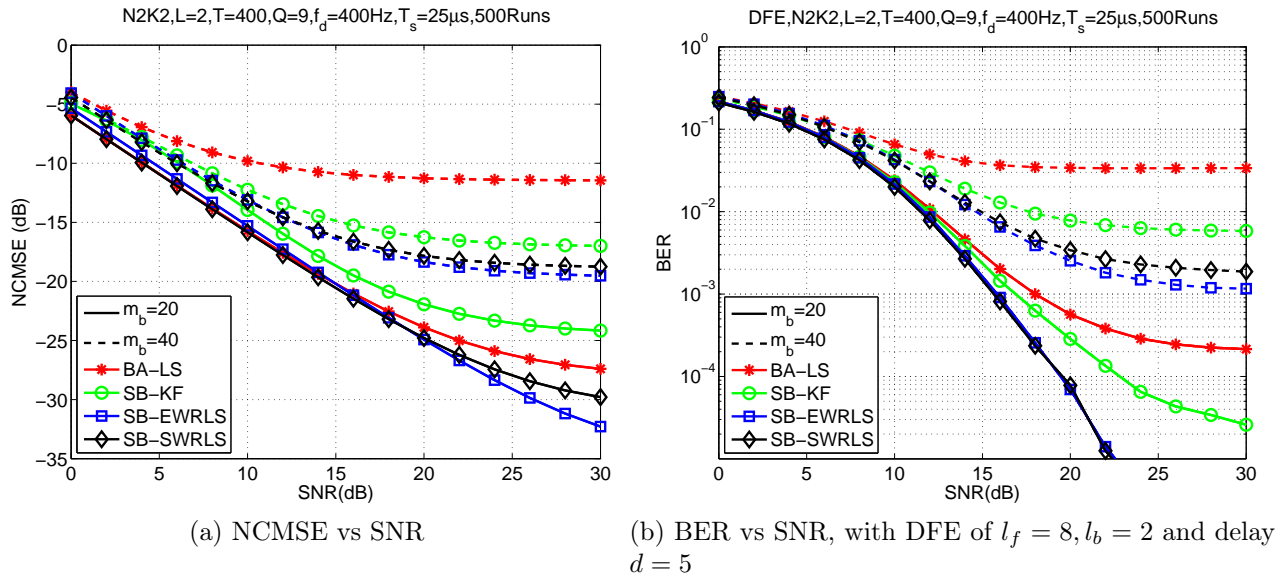 N2K2,L=2,T=400,Q=9,f_d=400Hz,T_s=25μs,500Runs
0
−5
−10
−15
−20
−25
−30
−35
NCMSE (dB)
m_b=20
m_b=40
BA−LS
SB−KF
SB−EWRLS
SB−SWRLS
0 5 10 15 20 25 30
SNR(dB)
(a) NCMSE vs SNR
DFE,N2K2,L=2,T=400,Q=9,f_d=400Hz,T_s=25μs,500Runs
10^0
10^−1
10^−2
10^−3
10^−4
BER
m_b=20
m_b=40
BA−LS
SB−KF
SB−EWRLS
SB−SWRLS
0 5 10 15 20 25 30
SNR(dB)
(b) BER vs SNR, with DFE of l_f = 8, l_b = 2 and delay
d = 5